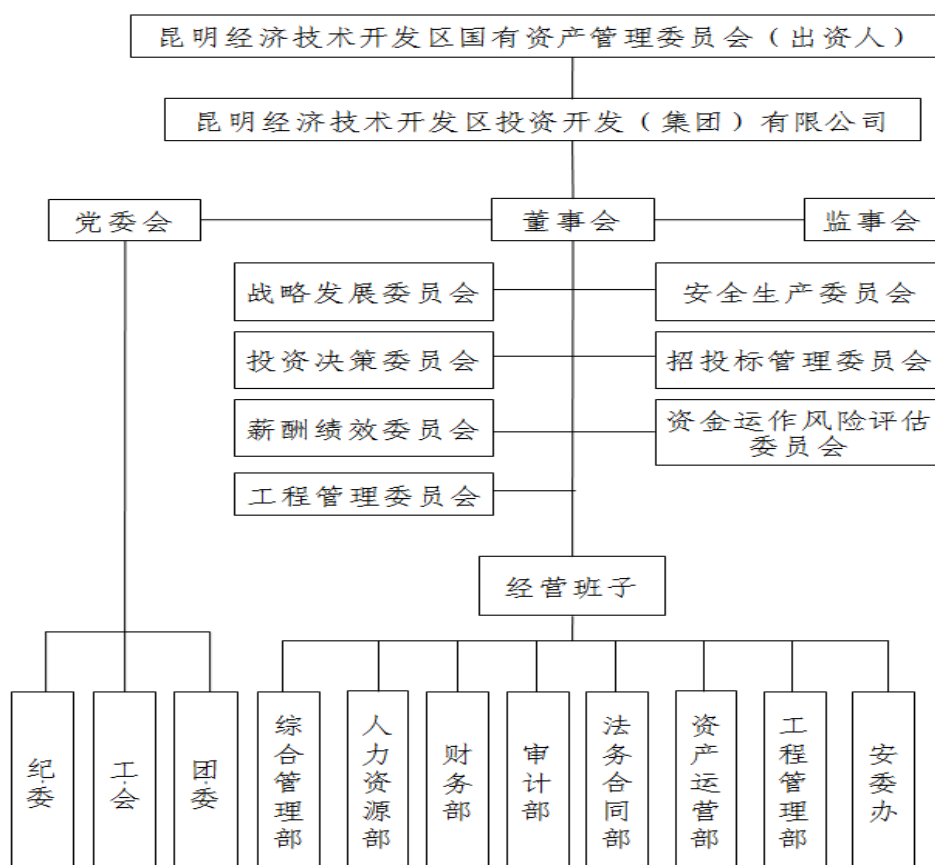 昆明经济技术开发区国有资产管理委员会（出资人）
昆明经济技术开发区投资开发（集团）有限公司
党委会
董事会
监事会
战略发展委员会
安全生产委员会
投资决策委员会
招投标管理委员会
薪酬绩效委员会
资金运作风险评估
委员会
工程管理委员会
经营班子
纪委
工会
团委
综合管理部
人力资源部
财务部
审计部
法务合同部
资产运营部
工程管理部
安委办